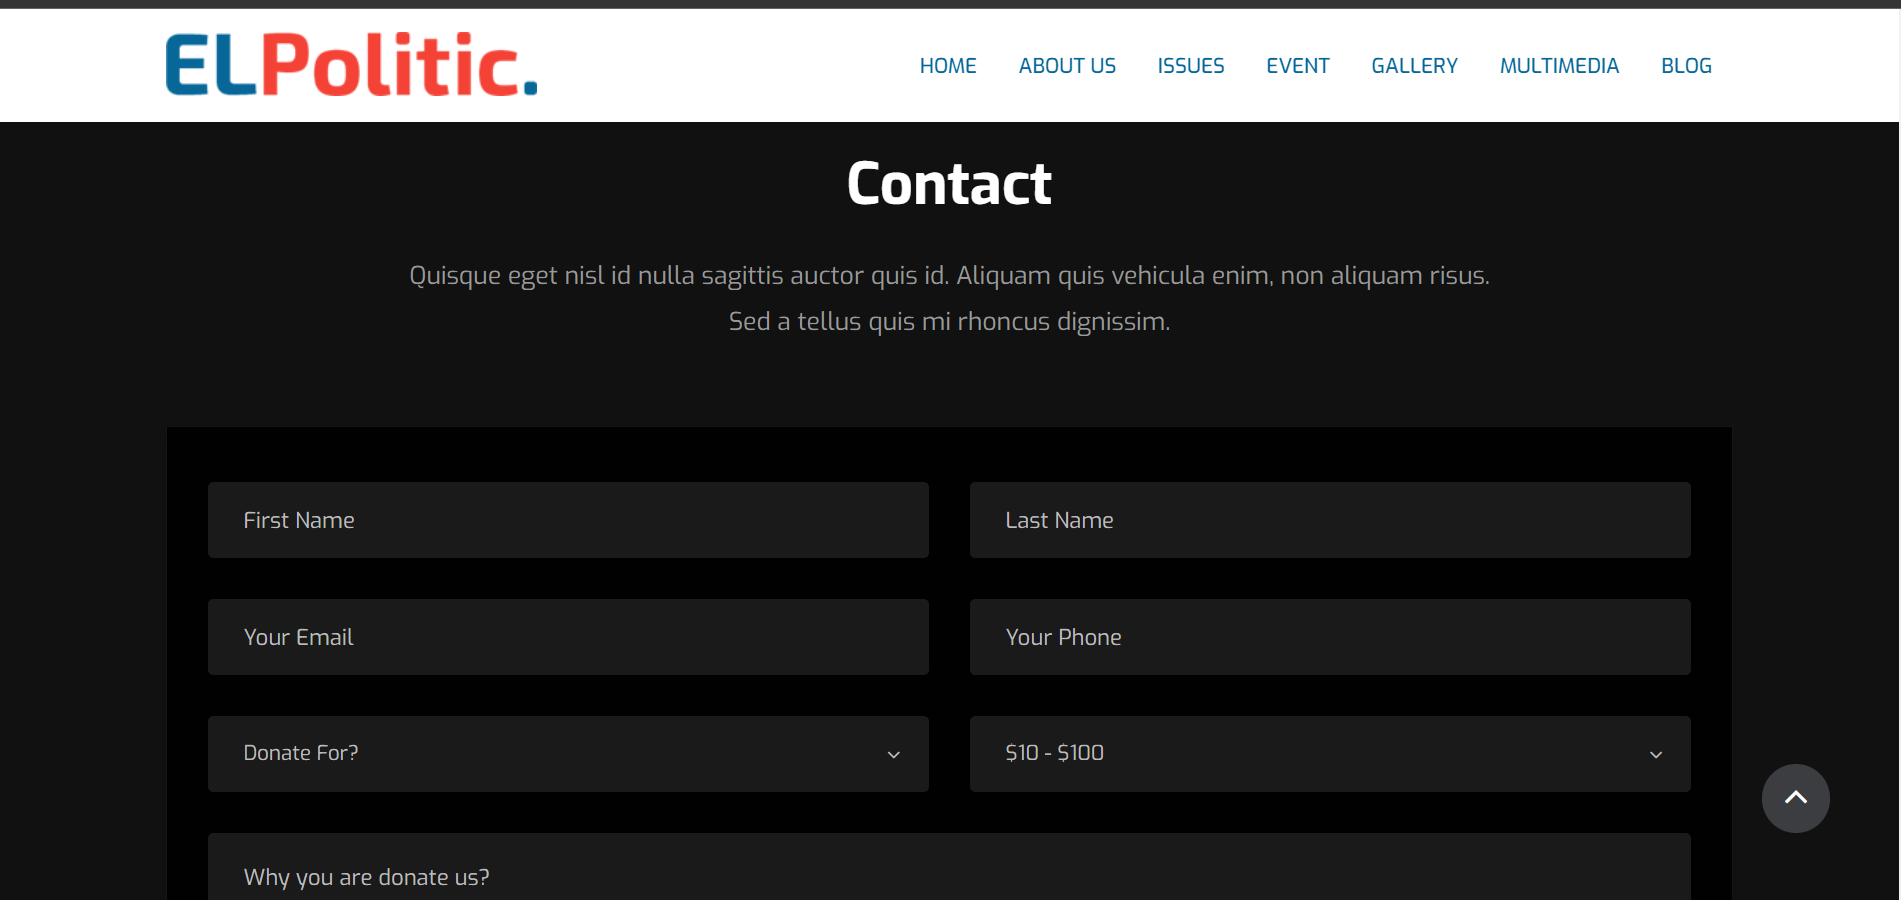 ELPolitic.
HOME ABOUT US ISSUES EVENT GALLERY MULTIMEDIA BLOG
Contact
Quisque eget nisl id nulla sagittis auctor quis id. Aliquam quis vehicula enim, non aliquam risus.
Sed a tellus quis mi rhoncus dignissim.
First Name Last Name
Your Email Your Phone
Donate For? $10 - $100
Why you are donate us?